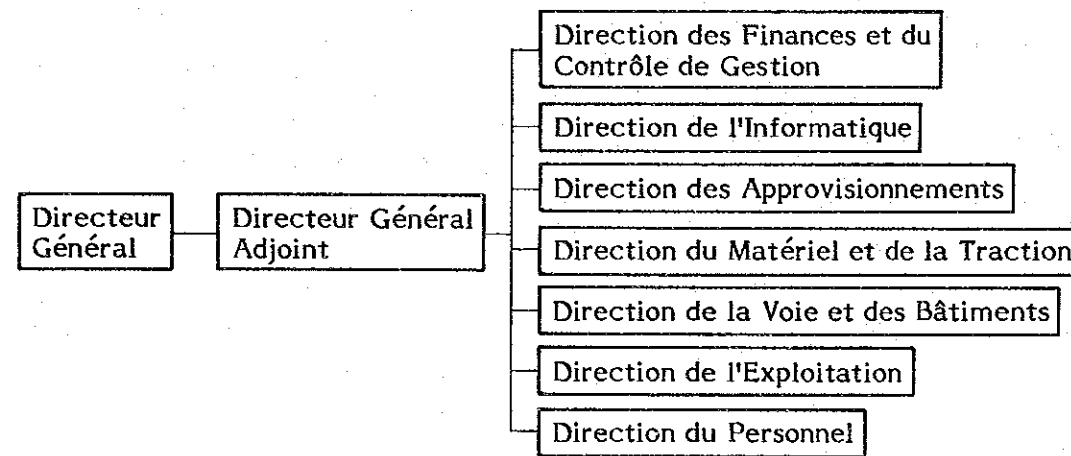 Direction des Finances et du
Contrôle de Gestion
Direction de l'Informatique
Direction des Approvisionnements
Directeur
Général
Directeur Général
Adjoint
Direction du Matériel et de la Traction
Direction de la Voie et des Bâtiments
Direction de l'Exploitation
Direction du Personnel